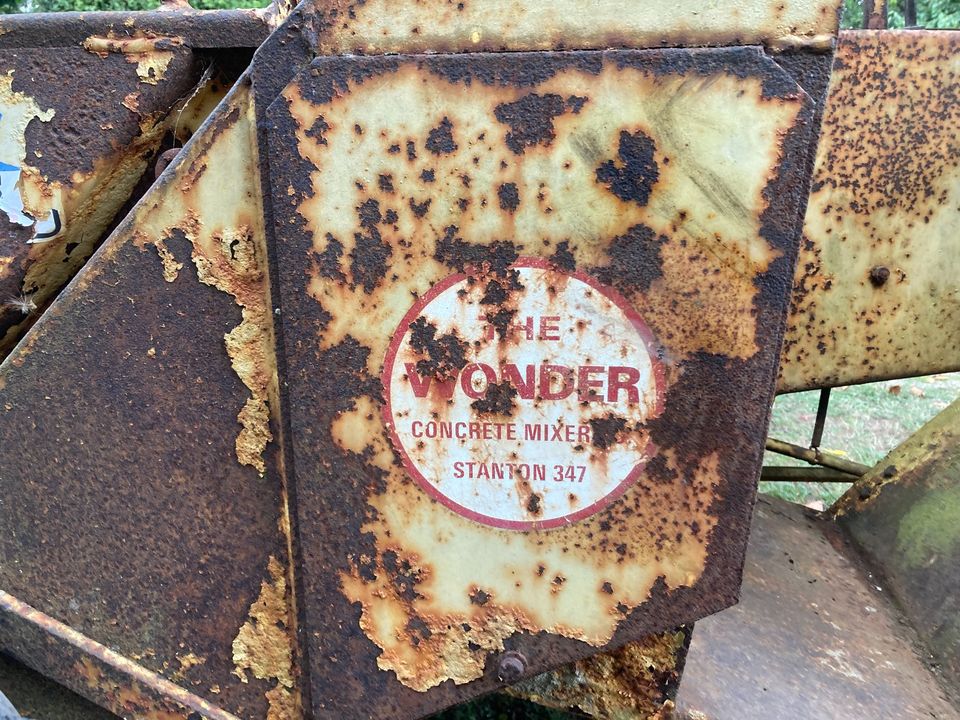 THE
WONDER
CONCRETE MIXER
STANTON 347